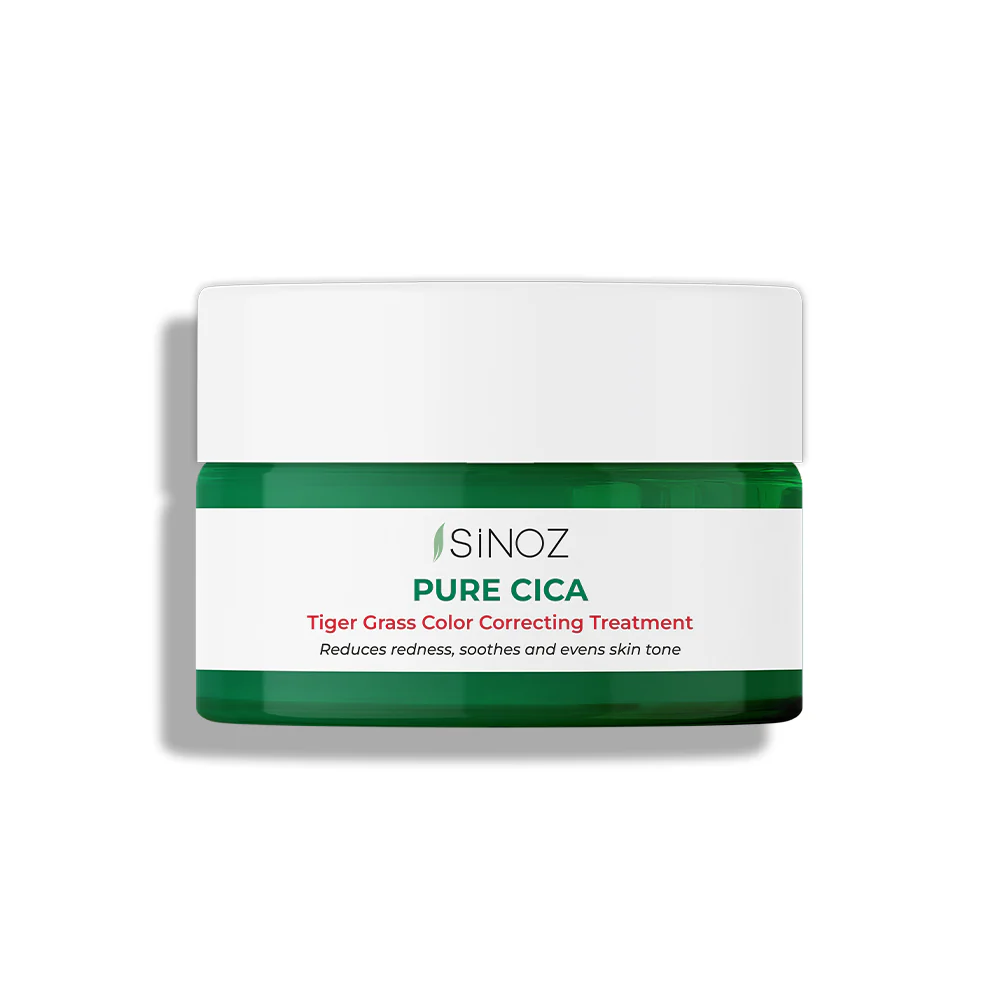 SiNOZ
PURE CICA
Tiger Grass Color Correcting Treatment
Reduces redness, soothes and evens skin tone